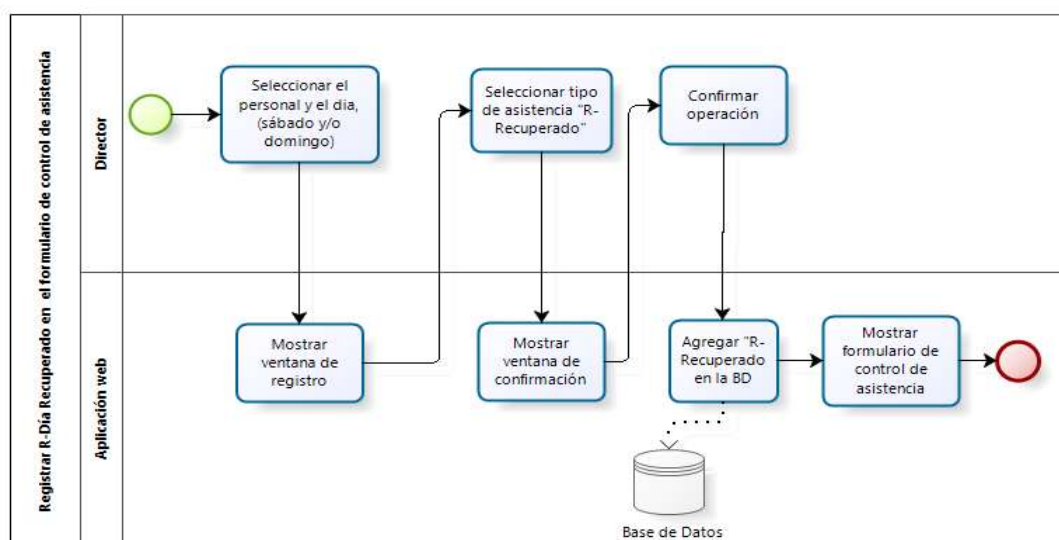 Registrar R-Día Recuperado en el formulario de control de asistencia
Director
Seleccionar el
personal y el dia,
(sábado y/o
domingo)
Seleccionar tipo
de asistencia "R-
Recuperado"
Confirmar
operación
Aplicación web
Mostrar
ventana de
registro
Mostrar
ventana de
confirmación
Agregar "R-
Recuperado
en la BD
Mostrar
formulario de
control de
asistencia
Base de Datos